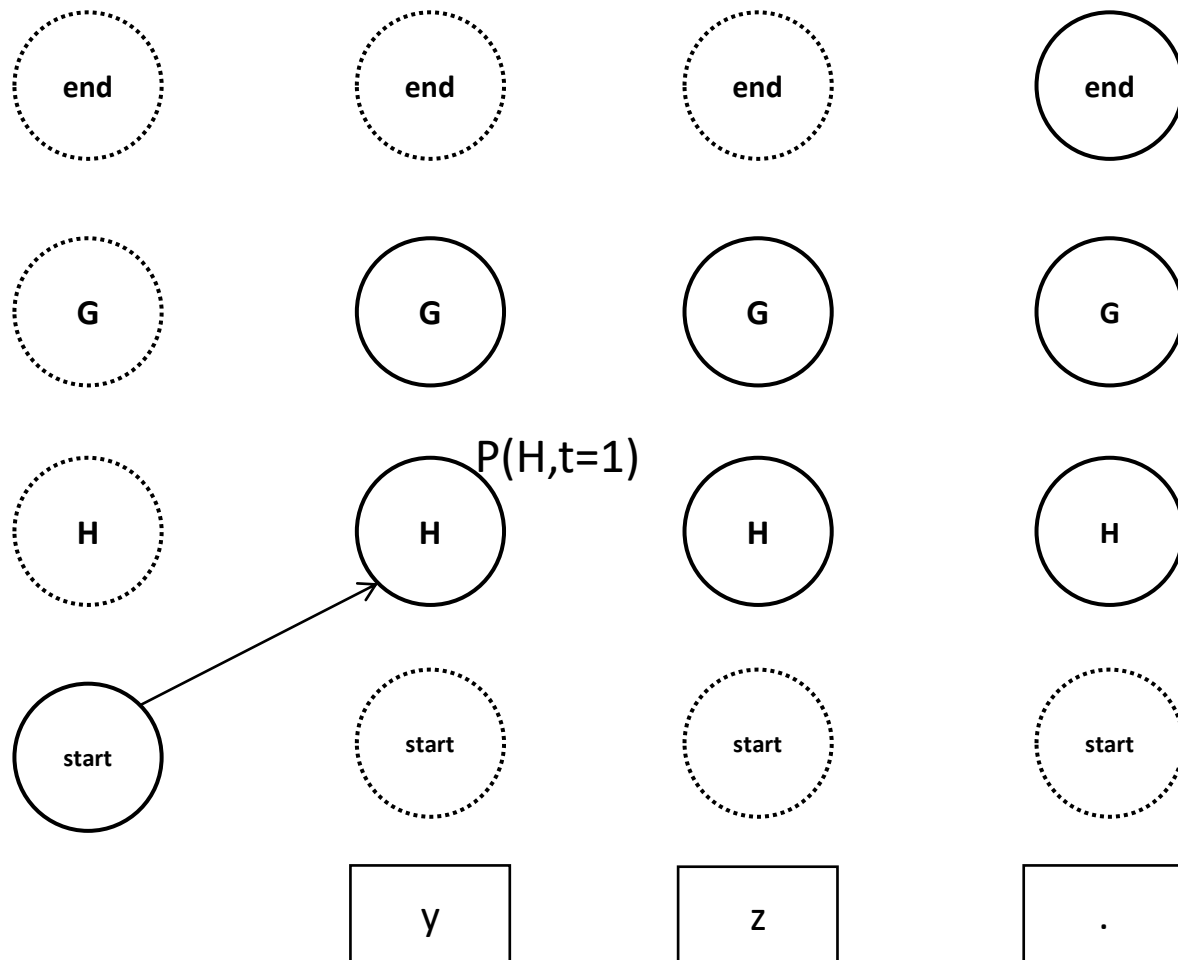 end end end end
G G G G
P(H,t=1)
H H H H
start start start start
y z .